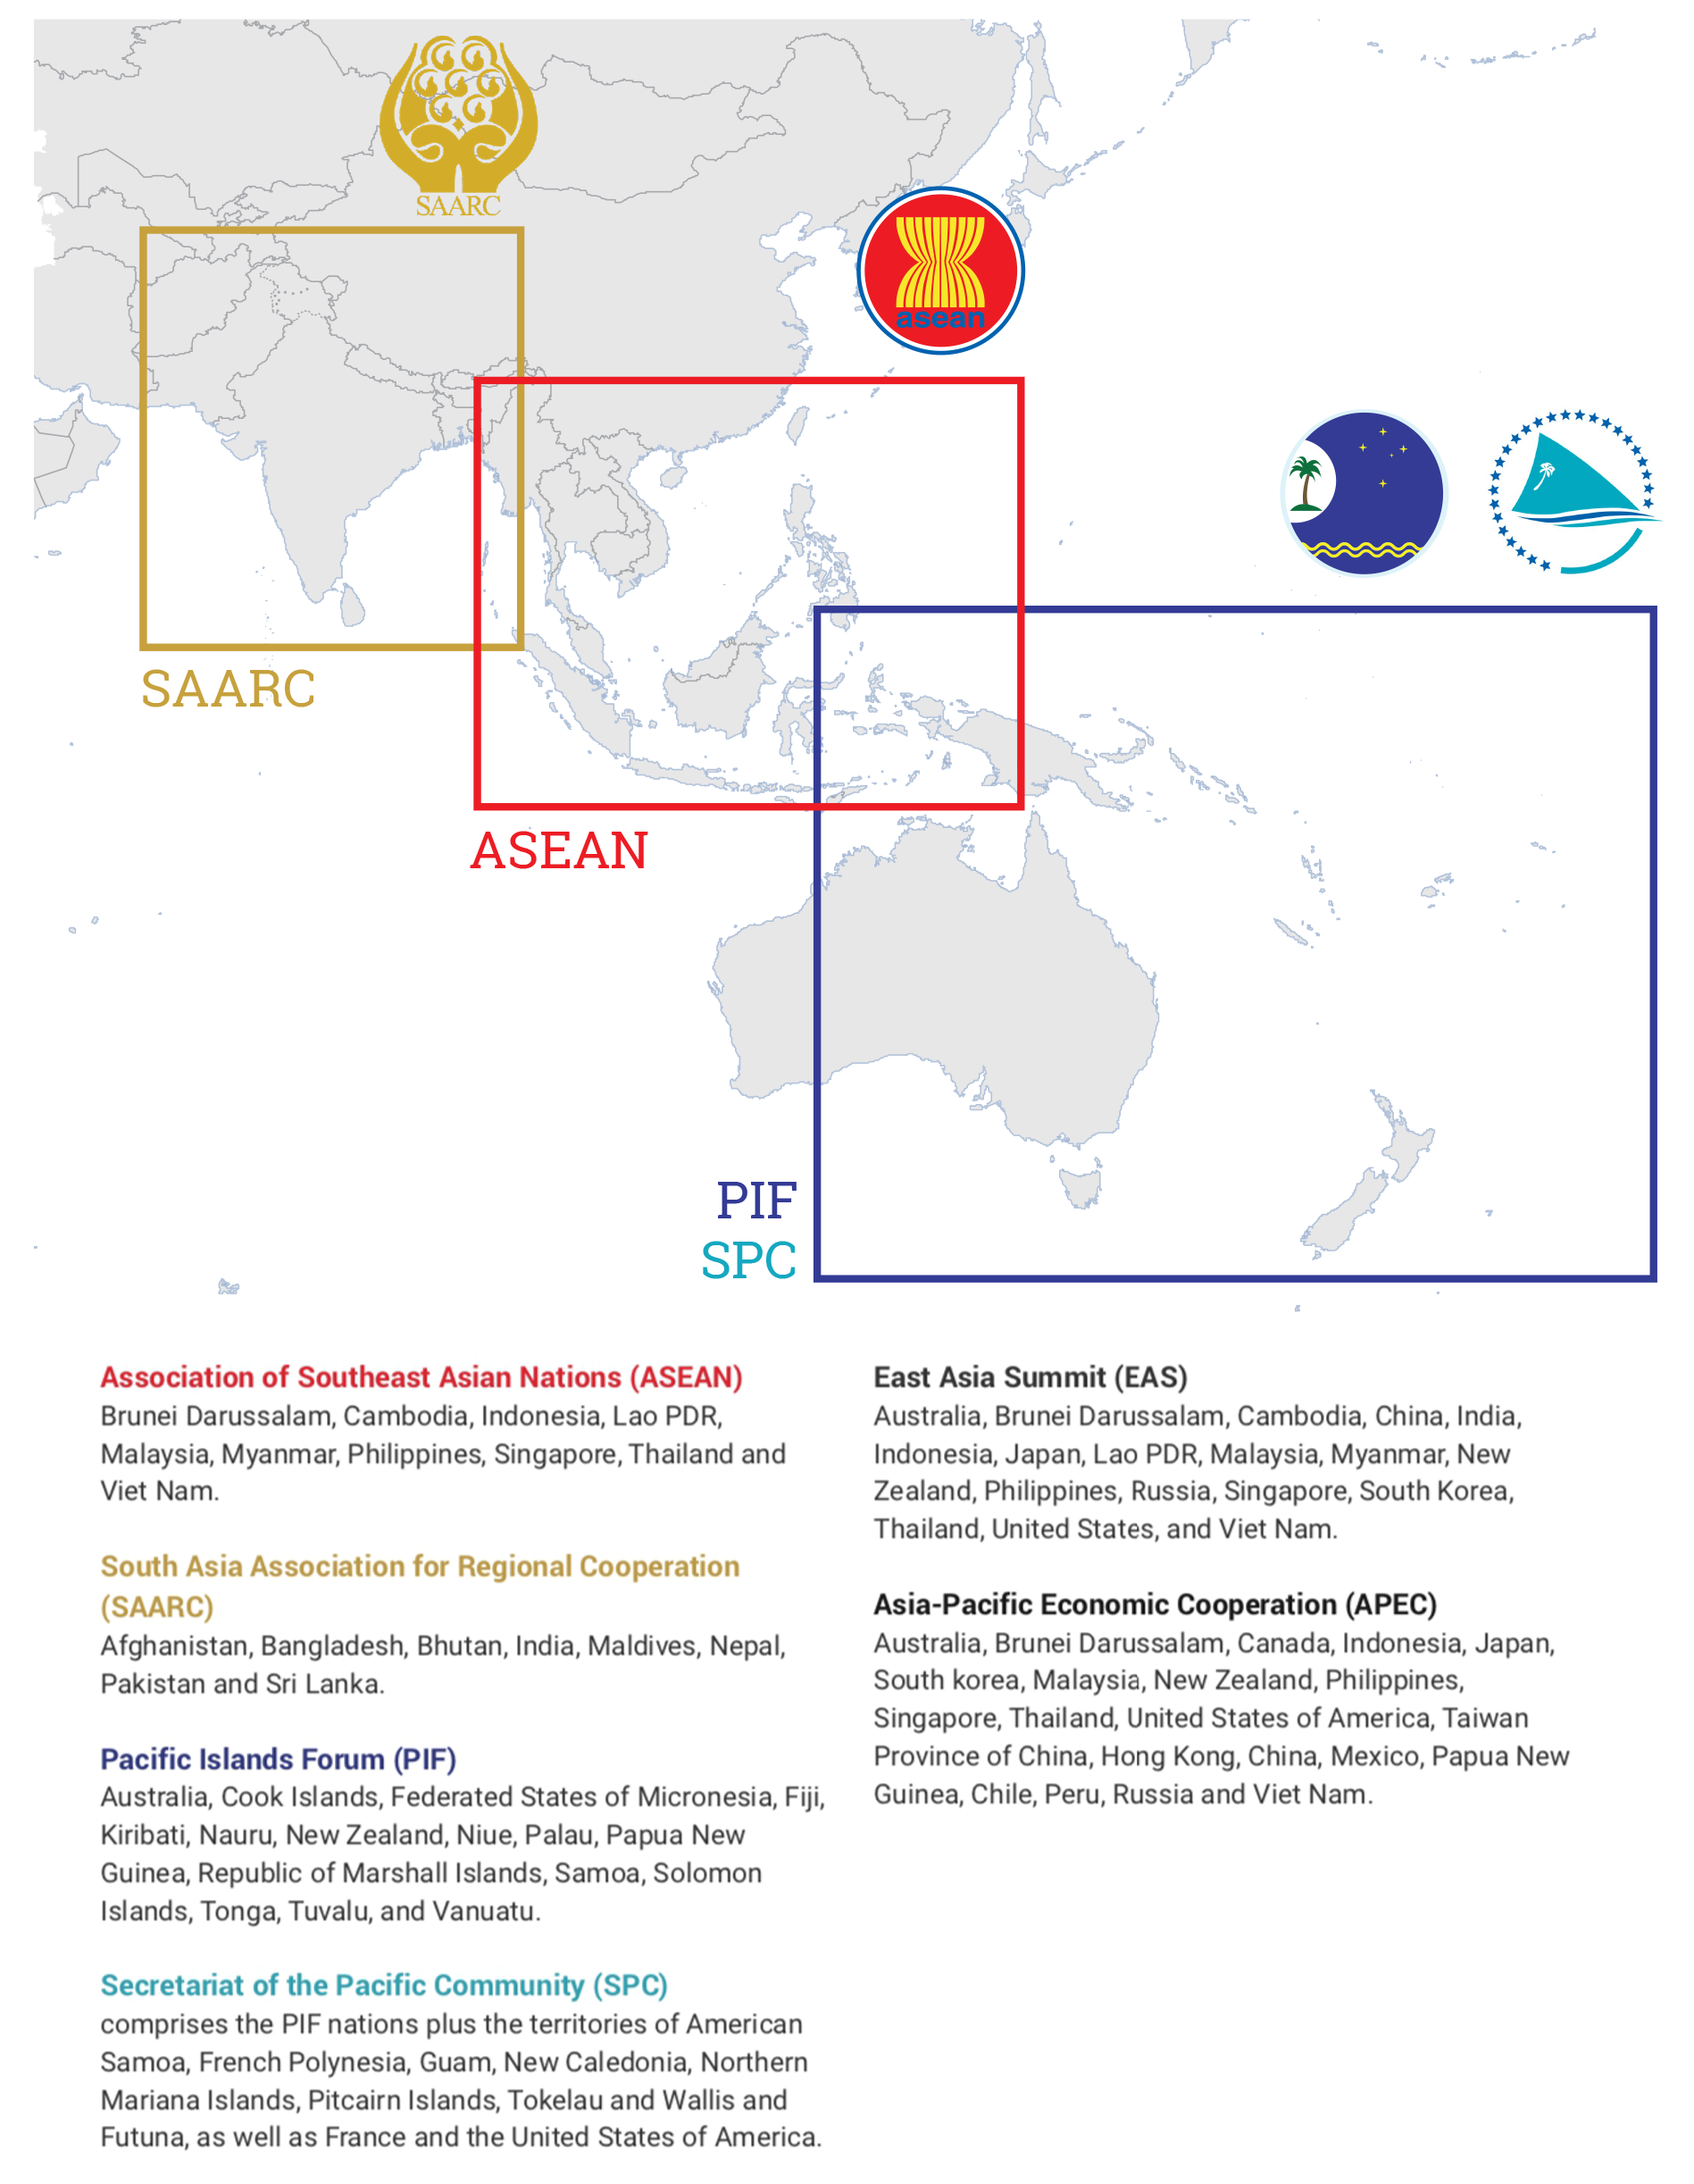 SAARC
asean
SAARC
ASEAN
PIF
SPC
Association of Southeast Asian Nations (ASEAN)
Brunei Darussalam, Cambodia, Indonesia, Lao PDR,
Malaysia, Myanmar, Philippines, Singapore, Thailand and
Viet Nam.
South Asia Association for Regional Cooperation
(SAARC)
Afghanistan, Bangladesh, Bhutan, India, Maldives, Nepal,
Pakistan and Sri Lanka.
Pacific Islands Forum (PIF)
Australia, Cook Islands, Federated States of Micronesia, Fiji,
Kiribati, Nauru, New Zealand, Niue, Palau, Papua New
Guinea, Republic of Marshall Islands, Samoa, Solomon
Islands, Tonga, Tuvalu, and Vanuatu.
Secretariat of the Pacific Community (SPC)
comprises the PIF nations plus the territories of American
Samoa, French Polynesia, Guam, New Caledonia, Northern
Mariana Islands, Pitcairn Islands, Tokelau and Wallis and
Futuna, as well as France and the United States of America.
East Asia Summit (EAS)
Australia, Brunei Darussalam, Cambodia, China, India,
Indonesia, Japan, Lao PDR, Malaysia, Myanmar, New
Zealand, Philippines, Russia, Singapore, South Korea,
Thailand, United States, and Viet Nam.
Asia-Pacific Economic Cooperation (APEC)
Australia, Brunei Darussalam, Canada, Indonesia, Japan,
South korea, Malaysia, New Zealand, Philippines,
Singapore, Thailand, United States of America, Taiwan
Province of China, Hong Kong, China, Mexico, Papua New
Guinea, Chile, Peru, Russia and Viet Nam.